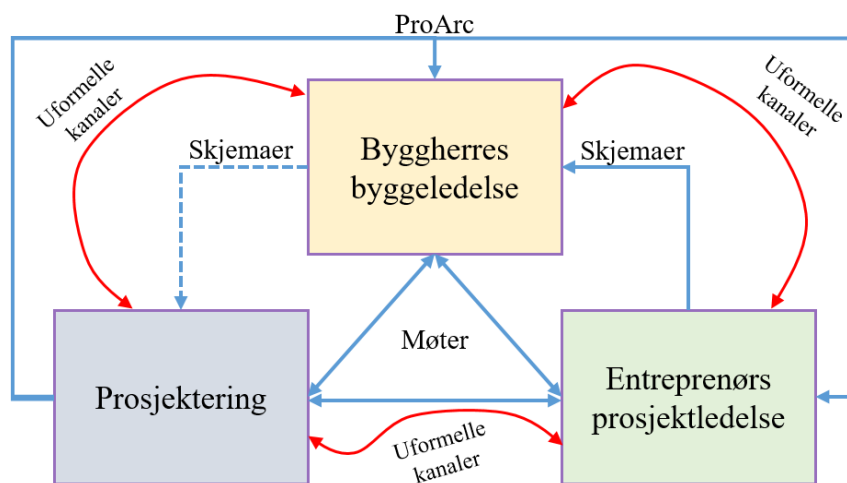 ProArc
Uformelle
kanaler
Uformelle
kanaler
Skjemaer
Byggherres
byggeledelse
Skjemaer
Møter
Prosjektering
Entreprenørs
prosjektledelse
Uformelle
kanaler